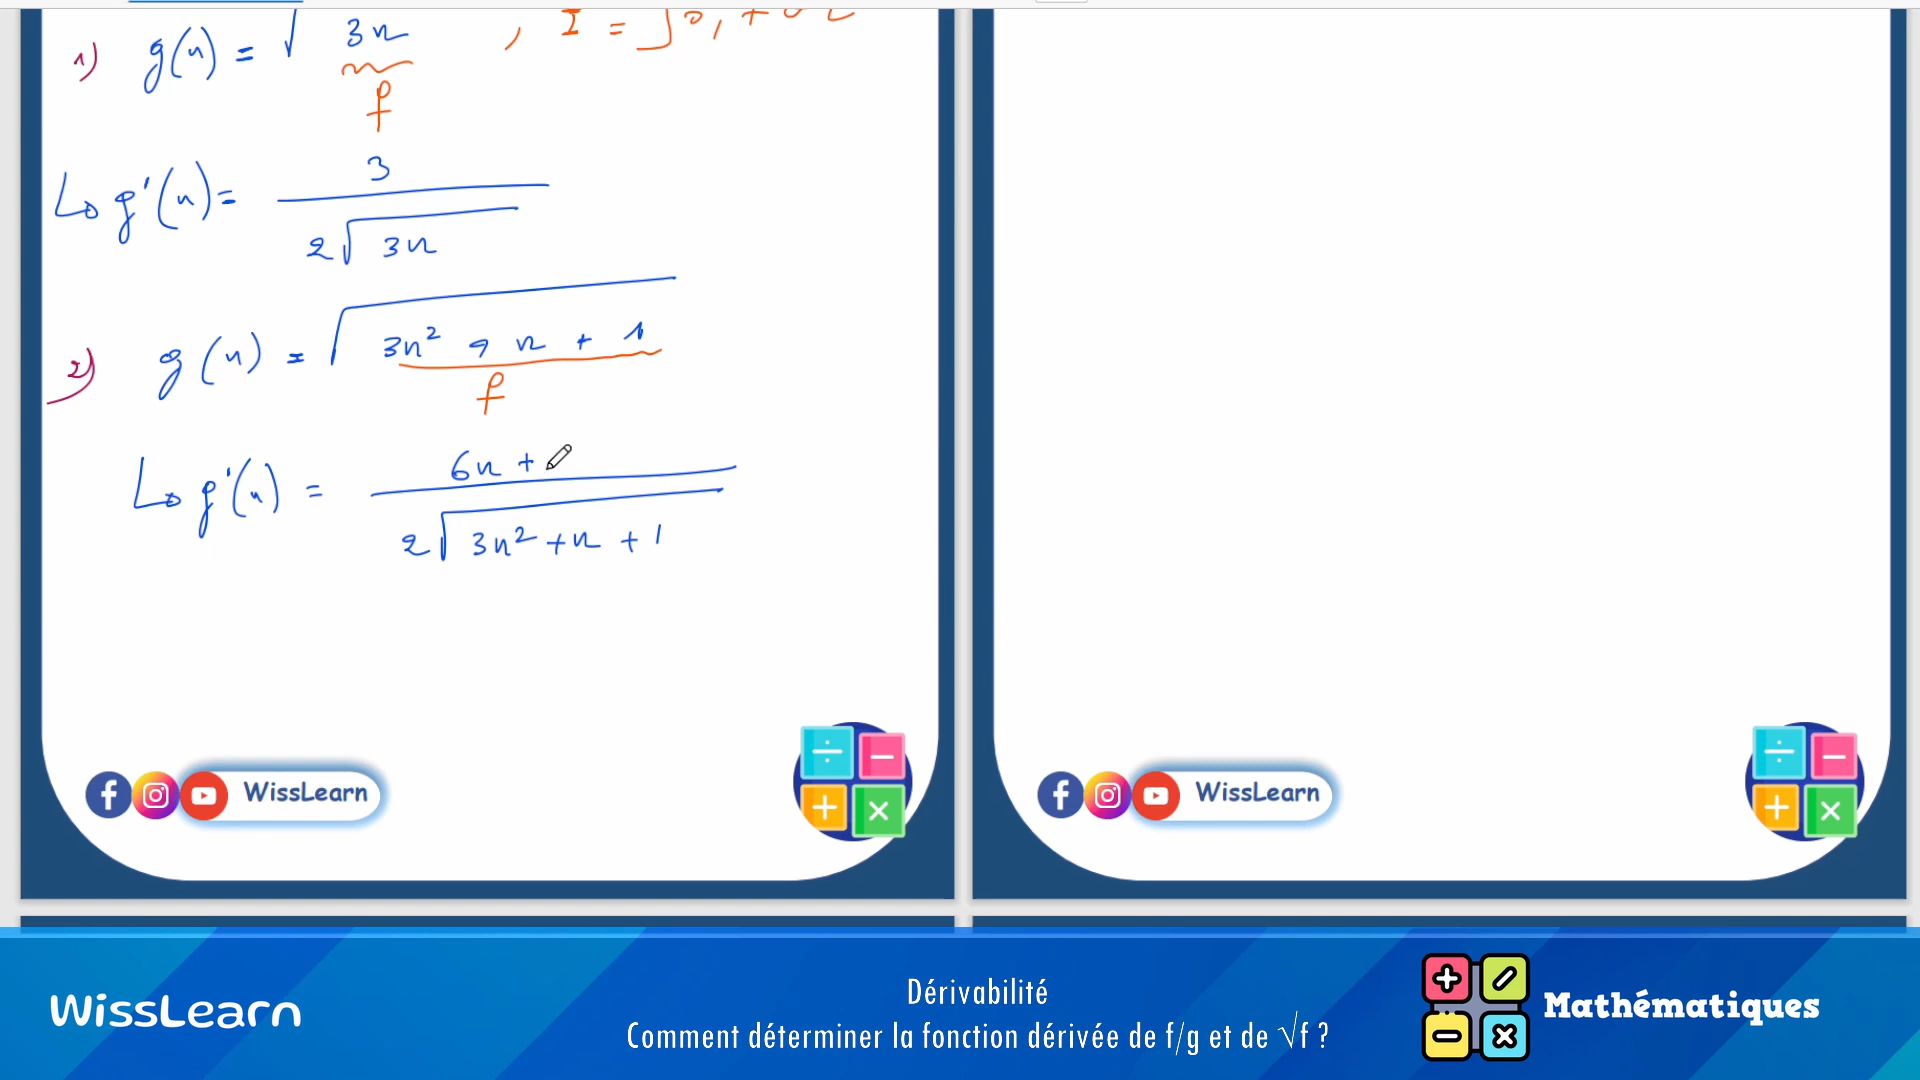 1) g(x) = √3x , I = ]0, +∞[
f
↳ g'(x) = 3 / 2√3x
2) g(x) = √3x² + x + 1
f
↳ g'(x) = 6x + / 2√3x² + x + 1
WissLearn
WissLearn
WissLearn
Dérivabilité
Comment déterminer la fonction dérivée de f/g et de √f ?
Mathématiques